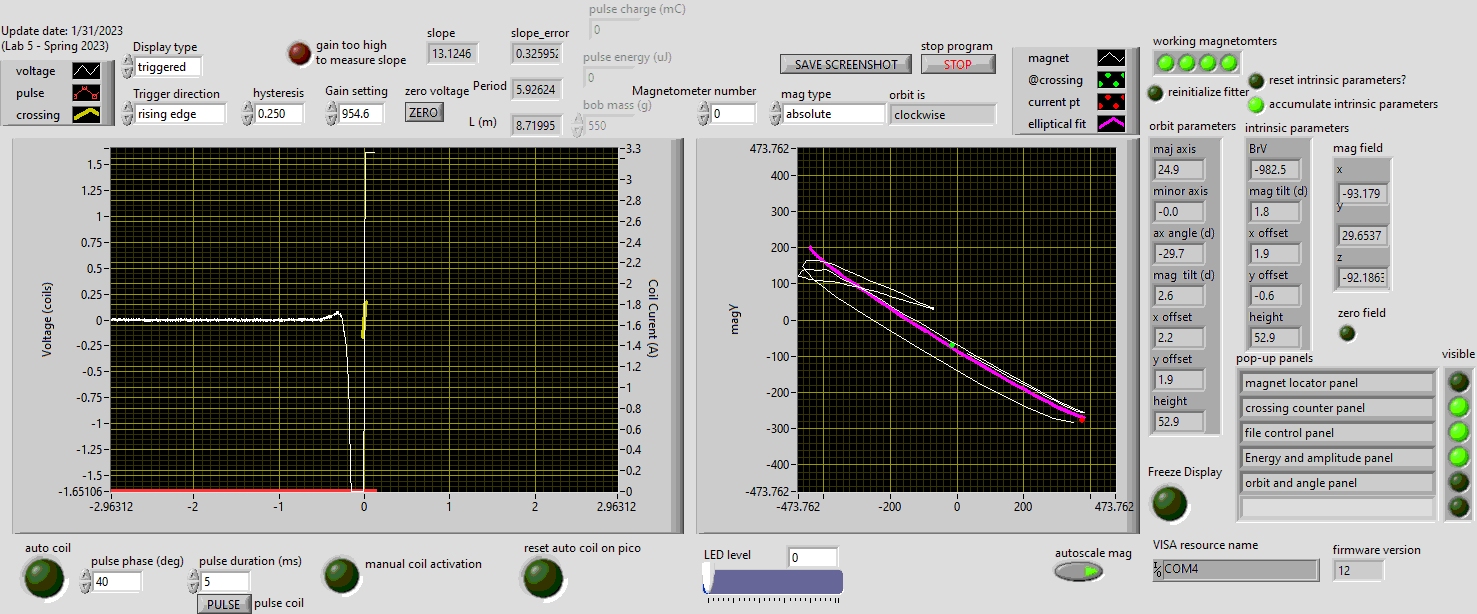 Update date: 1/31/2023
(Lab 5 - Spring 2023)
voltage
pulse
crossing
Display type
triggered
Trigger direction
rising edge
gain too high
to measure slope
hysteresis
0.250
Gain setting
954.6
zero voltage
ZERO
slope
13.1246
slope_error
0.325952
Period
5.92624
L (m)
8.71995
pulse charge (mC)
0
pulse energy (uJ)
0
bob mass (g)
550
Magnetometer number
0
mag type
absolute
orbit is
clockwise
SAVE SCREENSHOT
stop program
STOP
magnet
@crossing
current pt
elliptical fit
working magnetomters
reset intrinsic parameters?
reinitialize fitter
accumulate intrinsic parameters
orbit parameters
maj axis
24.9
minor axis
-0.0
ax angle (d)
-29.7
mag tilt (d)
2.6
x offset
2.2
y offset
1.9
height
52.9
intrinsic parameters
BrV
-982.5
mag tilt (d)
1.8
x offset
1.9
y offset
-0.6
height
52.9
mag field
x
-93.179
y
29.6537
z
-92.186
zero field
pop-up panels
visible
magnet locator panel
crossing counter panel
file control panel
Energy and amplitude panel
orbit and angle panel
Voltage (coils)
1.5
1.25
1
0.75
0.5
0.25
0
-0.25
-0.5
-0.75
-1
-1.25
-1.5
-1.65106
-2.96312
-2
-1
0
1
2
2.96312
3.3
3
2.8
2.6
2.4
2.2
2
1.8
1.6
1.4
1.2
1
0.8
0.6
0.4
0.2
0
Coil Curent (A)
magy
473.762
400
300
200
100
0
-100
-200
-300
-400
-473.762
-473.762
-200
0
200
473.762
Freeze Display
auto coil
pulse phase (deg)
40
pulse duration (ms)
5
PULSE
pulse coil
manual coil activation
reset auto coil on pico
LED level
0
autoscale mag
VISA resource name
COM4
firmware version
12